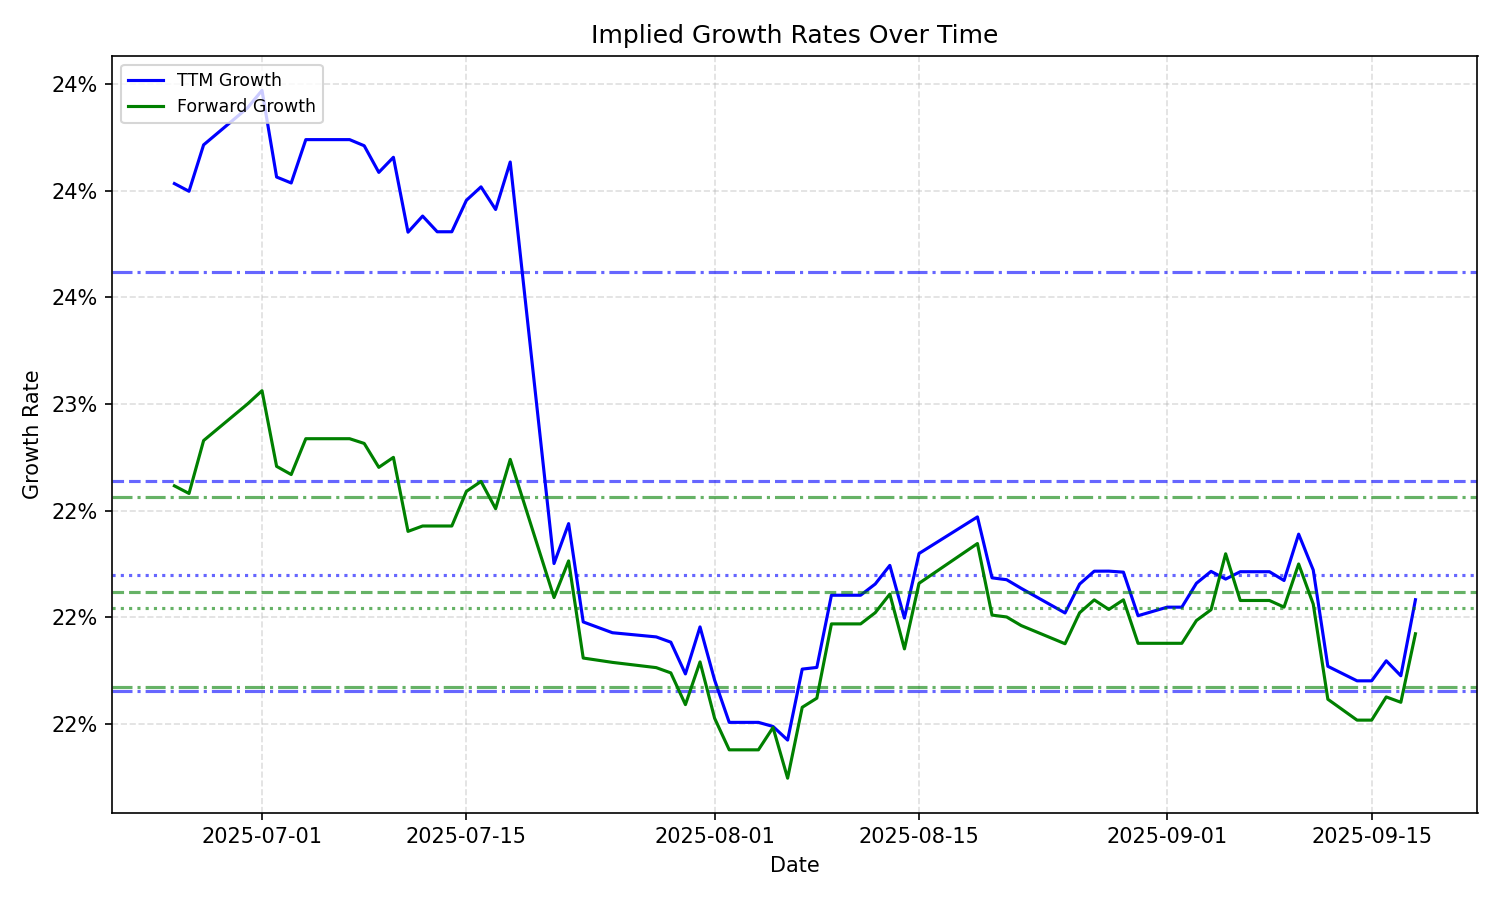 Implied Growth Rates Over Time
TTM Growth
Forward Growth
24%
24%
24%
23%
22%
22%
22%
Growth Rate
2025-07-01
2025-07-15
2025-08-01
2025-08-15
2025-09-01
2025-09-15
Date